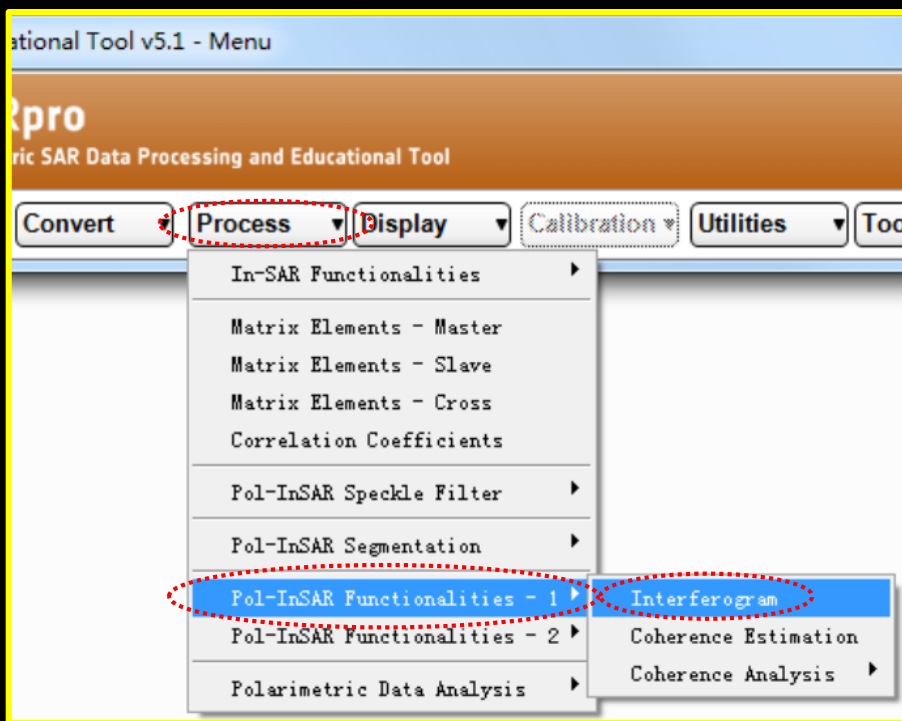 ational Tool v5.1 - Menu
Rpro
ric SAR Data Processing and Educational Tool
Convert Process Display Calibration Utilities Too
In-SAR Functionalities
Matrix Elements - Master
Matrix Elements - Slave
Matrix Elements - Cross
Correlation Coefficients
Pol-InSAR Speckle Filter
Pol-InSAR Segmentation
Pol-InSAR Functionalities - 1 Interferogram
Pol-InSAR Functionalities - 2 Coherence Estimation
Polarimetric Data Analysis Coherence Analysis